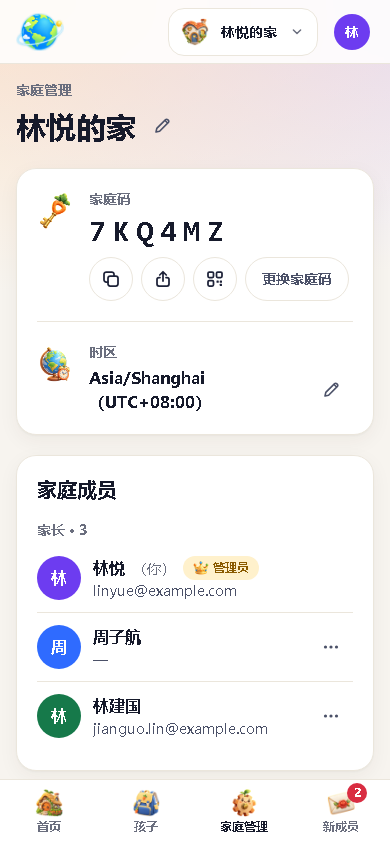 林悦的家
林
家庭管理
林悦的家
家庭码
7KQ4MZ
更换家庭码
时区
Asia/Shanghai
（UTC+08:00）
家庭成员
家长 • 3
林
林悦 （你） 管理员
linyue@example.com
周
周子航
—
林
林建国
jianguo.lin@example.com
2
首页 孩子 家庭管理 新成员